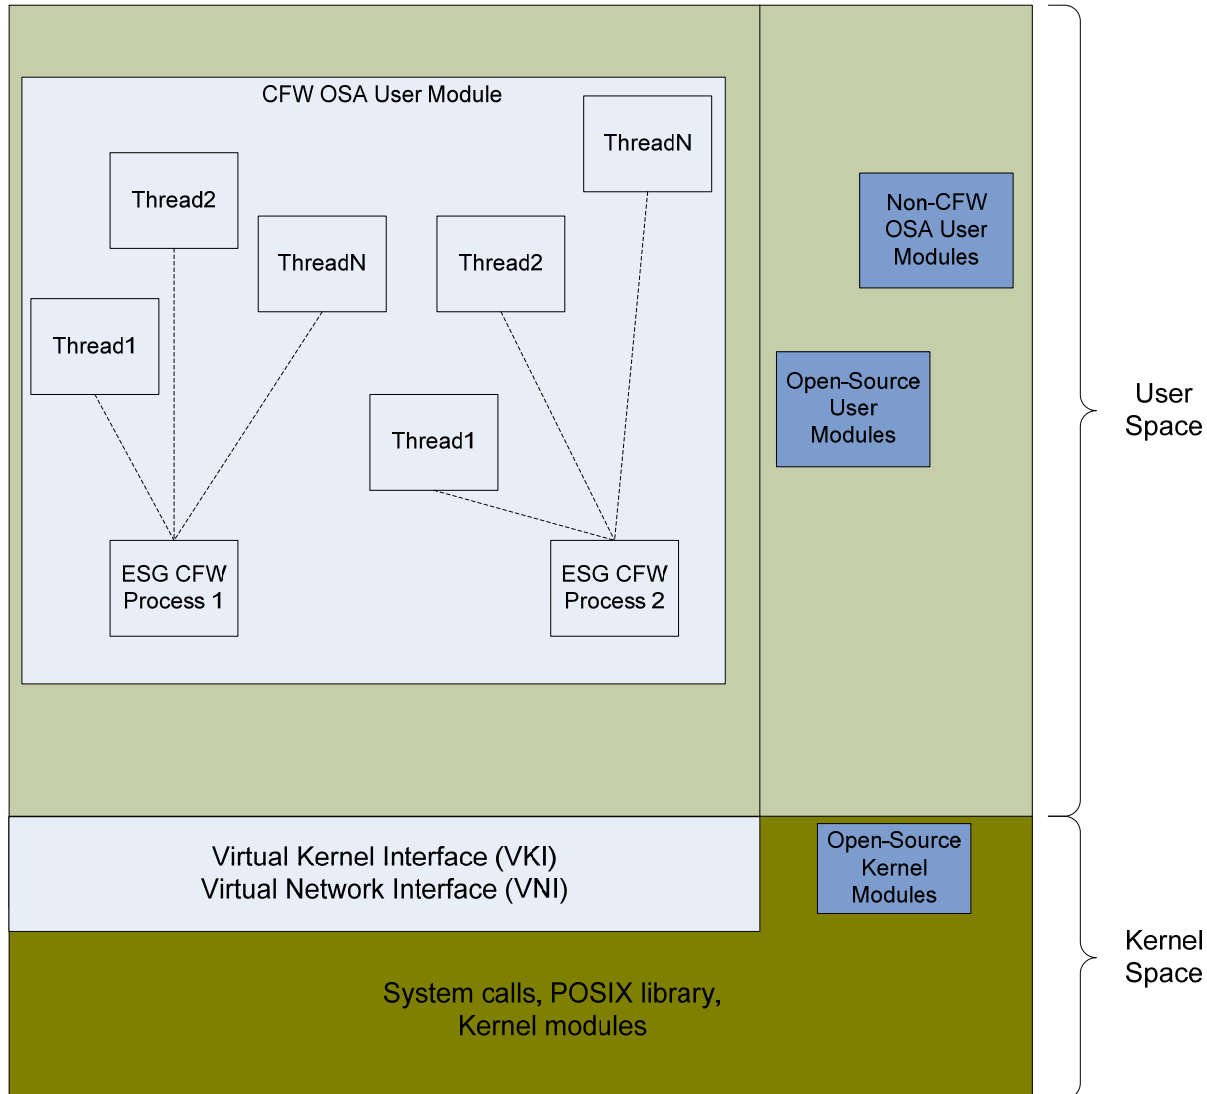 CFW OSA User Module
ThreadN
Thread2
ThreadN
Thread2
Thread1
Thread1
ESG CFW
Process 1
ESG CFW
Process 2
Non-CFW
OSA User
Modules
Open-Source
User
Modules
User
Space
Virtual Kernel Interface (VKI)
Virtual Network Interface (VNI)
Open-Source
Kernel
Modules
Kernel
Space
System calls, POSIX library,
Kernel modules